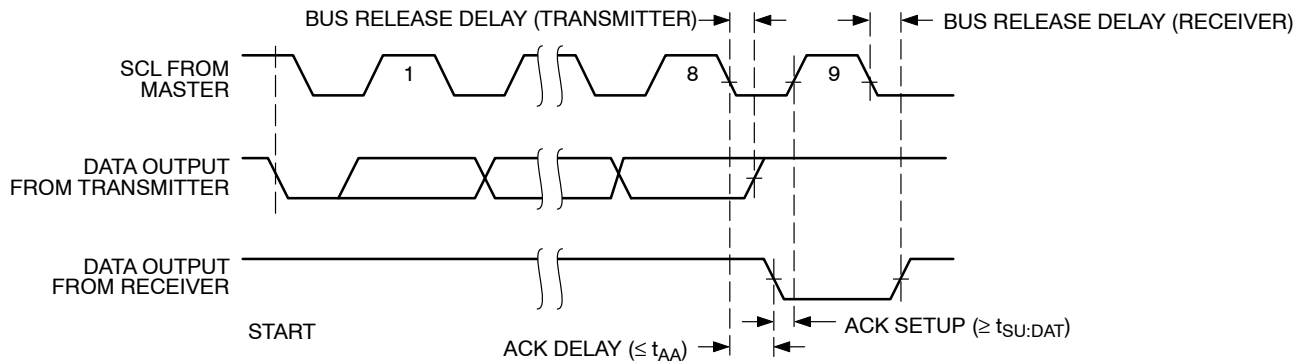 BUS RELEASE DELAY (TRANSMITTER)
BUS RELEASE DELAY (RECEIVER)
SCL FROM
MASTER
1
8
9
DATA OUTPUT
FROM TRANSMITTER
DATA OUTPUT
FROM RECEIVER
START
ACK SETUP (≥ tSU:DAT)
ACK DELAY (≤ tAA)